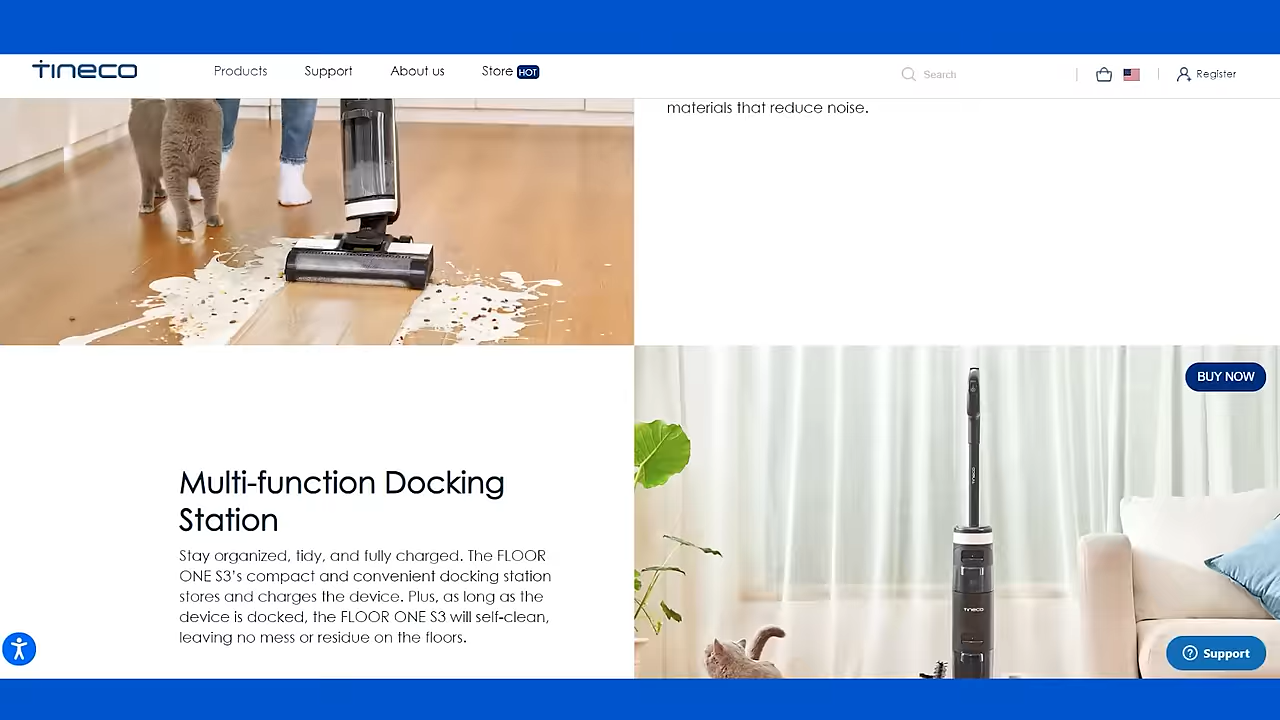 Tineco
Products
Support
About us
Store HOT
Search
Register
materials that reduce noise.
BUY NOW
Multi-function Docking
Station
Stay organized, tidy, and fully charged. The FLOOR
ONE S3's compact and convenient docking station
stores and charges the device. Plus, as long as the
device is docked, the FLOOR ONE S3 will self-clean,
leaving no mess or residue on the floors.
Tineco
Tineco
Support